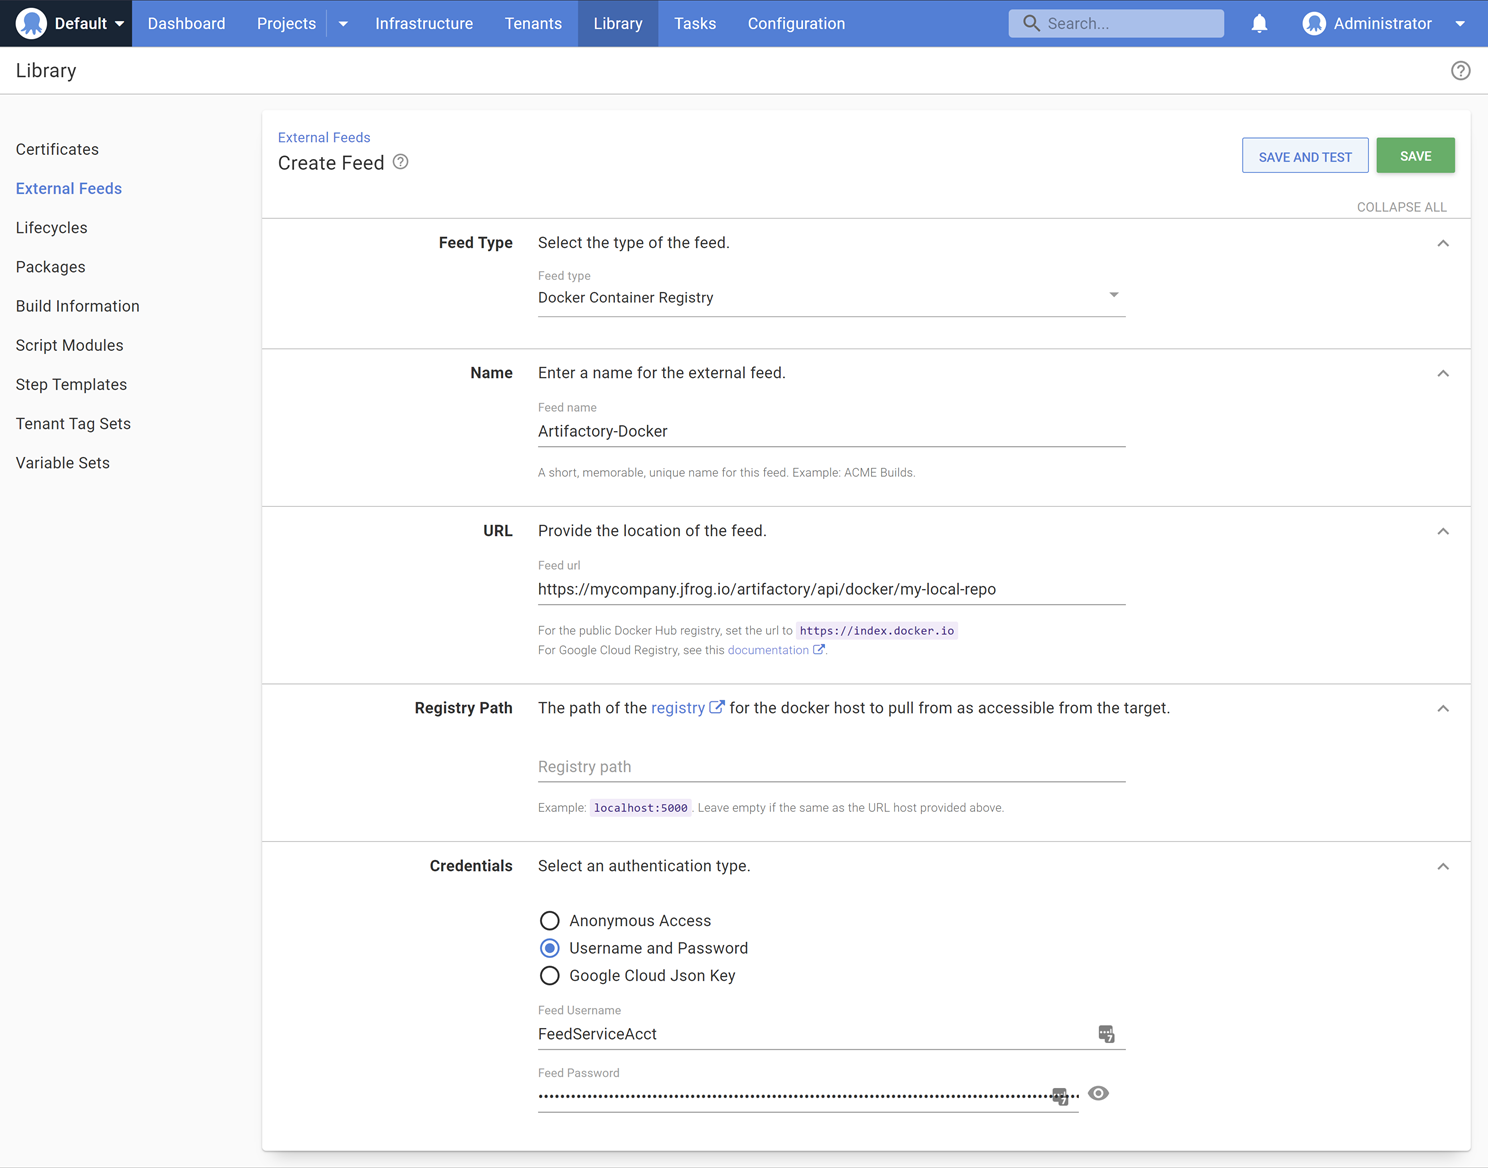 Default Dashboard Projects Infrastructure Tenants Library Tasks Configuration Search... Administrator
Library
Certificates
External Feeds
Lifecycles
Packages
Build Information
Script Modules
Step Templates
Tenant Tag Sets
Variable Sets
External Feeds
Create Feed
SAVE AND TEST SAVE
COLLAPSE ALL
Feed Type Select the type of the feed.
Feed type
Docker Container Registry
Name Enter a name for the external feed.
Feed name
Artifactory-Docker
A short, memorable, unique name for this feed. Example: ACME Builds.
URL Provide the location of the feed.
Feed url
https://mycompany.jfrog.io/artifactory/api/docker/my-local-repo
For the public Docker Hub registry, set the url to https://index.docker.io
For Google Cloud Registry, see this documentation .
Registry Path The path of the registry for the docker host to pull from as accessible from the target.
Registry path
Example: localhost:5000 . Leave empty if the same as the URL host provided above.
Credentials Select an authentication type.
Anonymous Access
Username and Password
Google Cloud Json Key
Feed Username
FeedServiceAcct
Feed Password